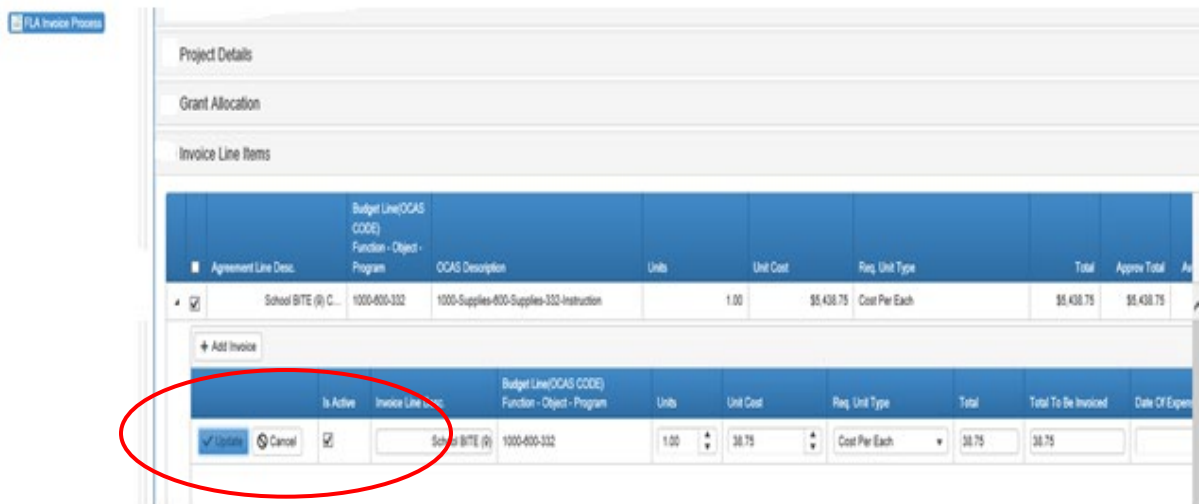 FLA Invoice Process
Project Details
Grant Allocation
Invoice Line Items
Agreement Line Desc. Budget Line(OCAS CODE) Function - Object - Program OCAS Description Units Unit Cost Req. Unit Type Total Approv Total
School BITE (9) C... 1000-600-332 1000-Supplies-600-Supplies-332-Instruction 1.00 $5,438.75 Cost Per Each $5,438.75 $5,438.75
+ Add Invoice
Is Active Invoice Line Desc. Budget Line(OCAS CODE) Function - Object - Program Units Unit Cost Req. Unit Type Total Total To Be Invoiced Date Of Expen
Update Cancel School BITE (9) 1000-600-332 1.00 38.75 Cost Per Each 38.75 38.75